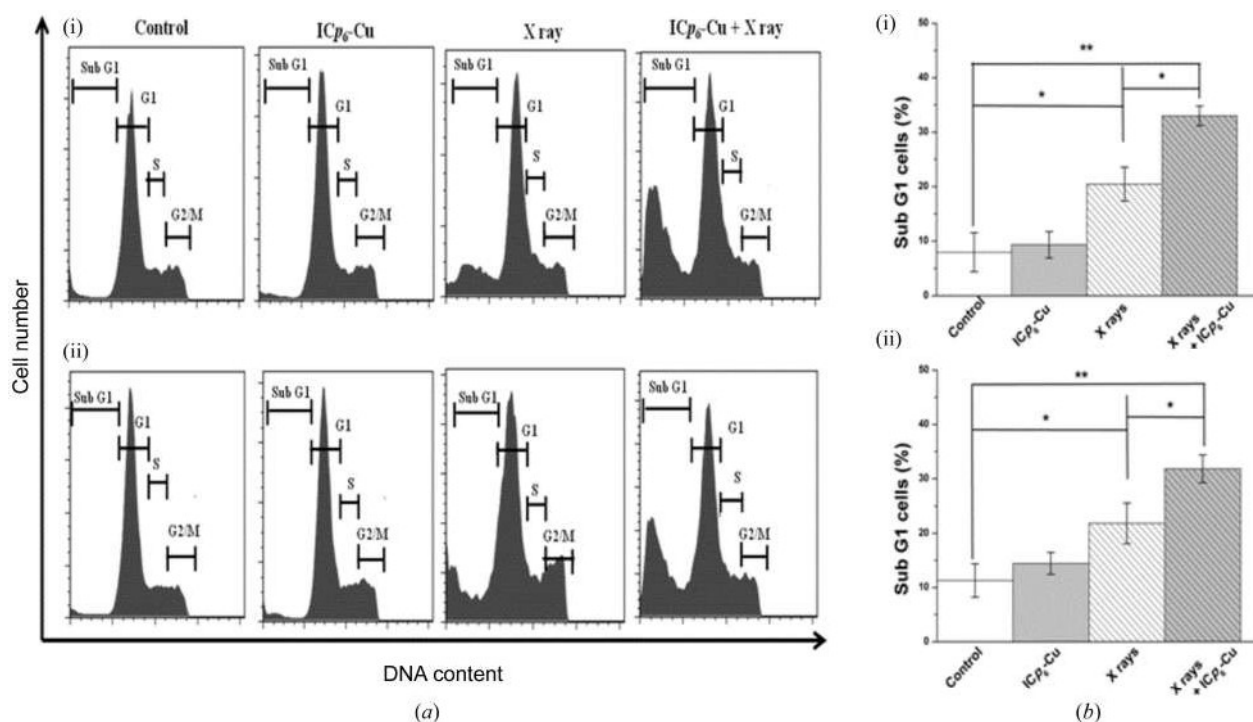 (i)
Control
ICp₆-Cu
X ray
ICp₆-Cu + X ray
Sub G1
G1
S
G2/M
Sub G1
G1
S
G2/M
Sub G1
G1
S
G2/M
Sub G1
G1
S
G2/M
(ii)
Sub G1
G1
S
G2/M
Sub G1
G1
S
G2/M
Sub G1
G1
S
G2/M
Sub G1
G1
S
G2/M
Cell number
DNA content
(a)
(i)
Sub G1 cells (%)
50
40
30
20
10
0
**
*
*
Control
ICp₆-Cu
X rays
X rays
+ ICp₆-Cu
(ii)
Sub G1 cells (%)
50
40
30
20
10
0
**
*
*
Control
ICp₆-Cu
X rays
X rays
+ ICp₆-Cu
(b)